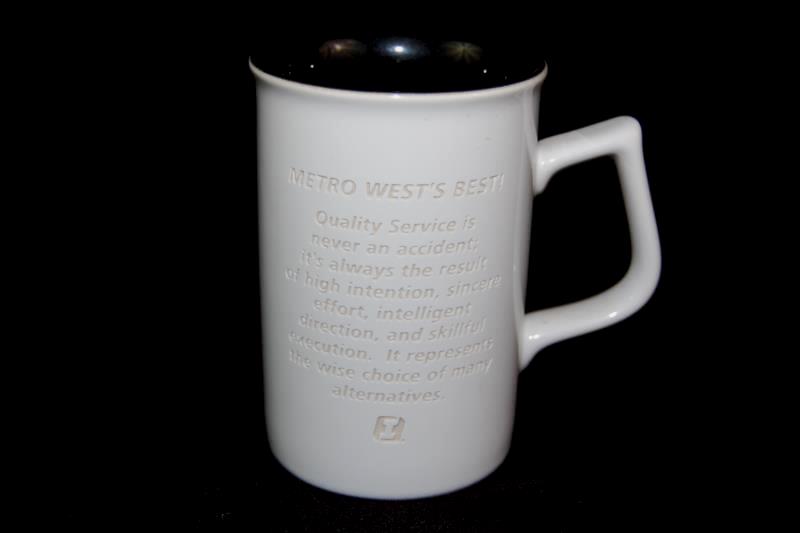 METRO WEST'S BEST!
Quality Service is
never an accident;
it's always the result
of high intention, sincere
effort, intelligent
direction, and skillful
execution. It represents
the wise choice of many
alternatives.
I